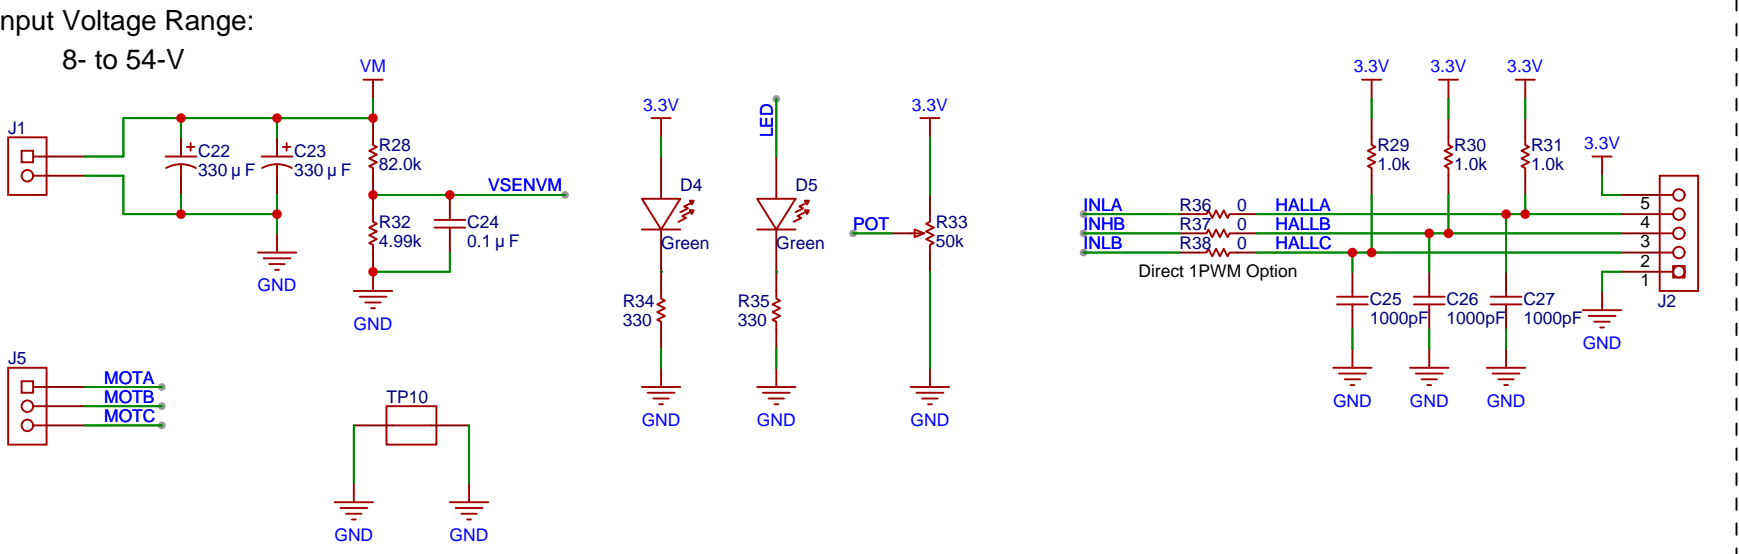 nput Voltage Range:
8- to 54-V
VM
J1
C22
330 µ F
C23
330 µ F
R28
82.0k
VSENVM
R32
4.99k
C24
0.1 µ F
GND
GND
J5
MOTA
MOTB
MOTC
TP10
GND
GND
3.3V
D4
Green
R34
330
GND
LED
D5
Green
R35
330
GND
3.3V
POT
R33
50k
GND
3.3V
3.3V
3.3V
R29
1.0k
R30
1.0k
R31
1.0k
3.3V
INLA R36 0 HALLA
INHB R37 0 HALLB
INLB R38 0 HALLC
Direct 1PWM Option
5
4
3
2
1
J2
C25
1000pF
C26
1000pF
C27
1000pF
GND
GND
GND
GND